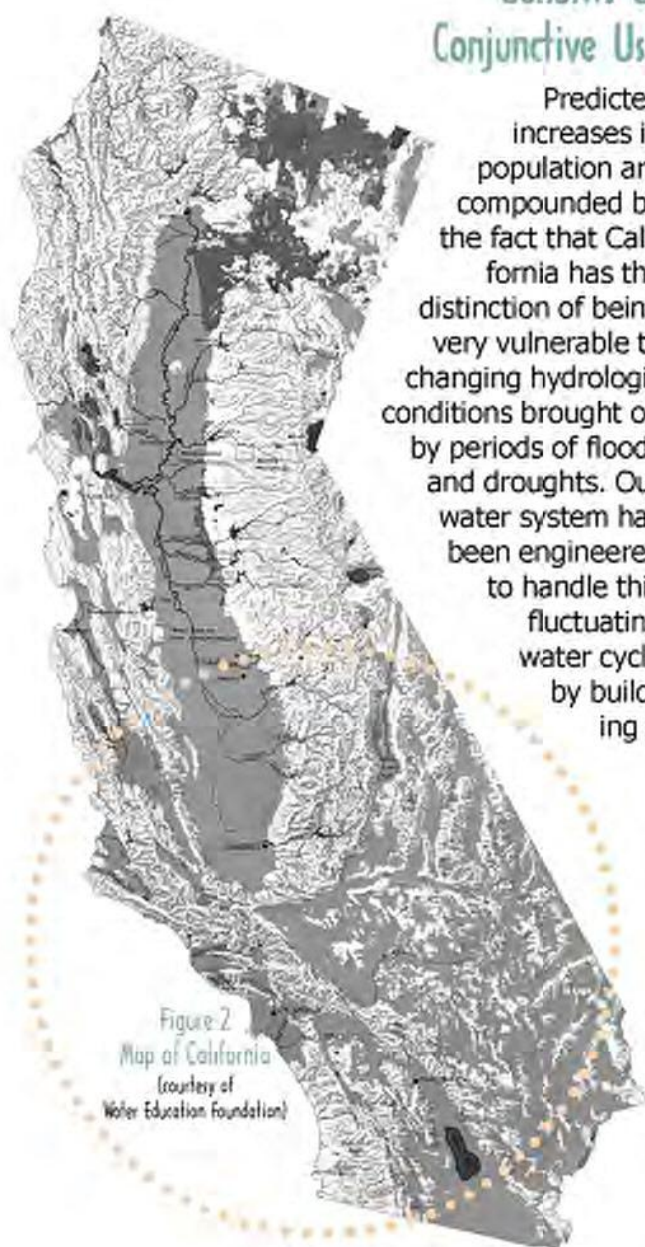 Conjunctive Us
Predicte
increases i
population ar
compounded b
the fact that Cal
fornia has th
distinction of bein
very vulnerable t
changing hydrologi
conditions brought o
by periods of flood
and droughts. Ou
water system ha
been engineere
to handle thi
fluctuatin
water cycl
by build
ing
Figure 2
Map of California
(courtesy of
Water Education Foundation)